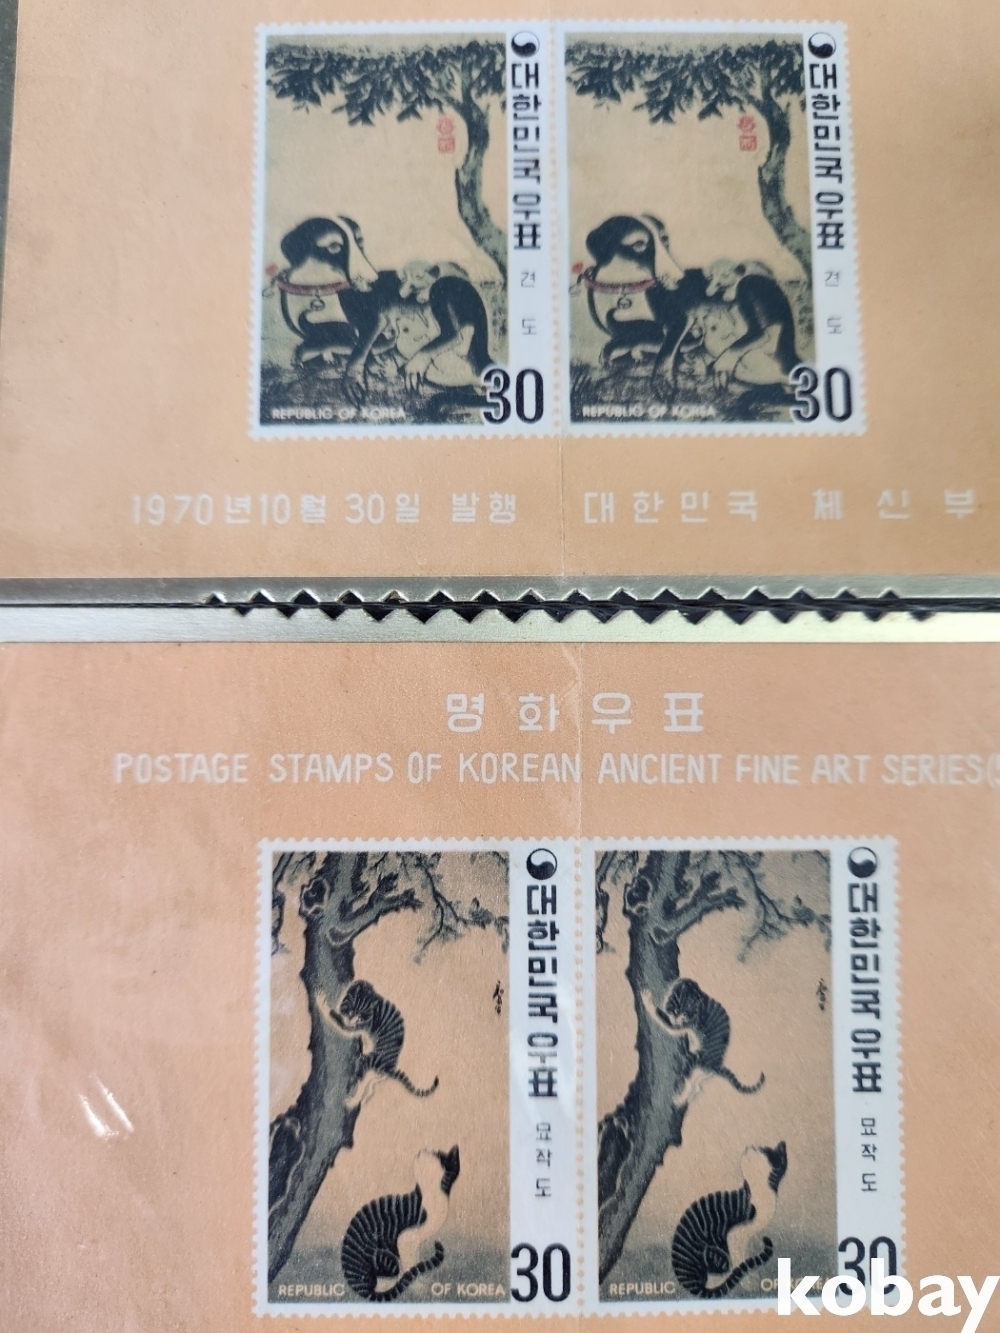 대한민국 우표
견도
30
REPUBLIC OF KOREA
대한민국 우표
견도
30
REPUBLIC OF KOREA
1970년 10월 30일 발행 대한민국 체신부
명화우표
POSTAGE STAMPS OF KOREAN ANCIENT FINE ART SERIES(
대한민국 우표
묘작도
30
REPUBLIC OF KOREA
대한민국 우표
묘작도
30
REPUBLIC OF KOREA
kobay